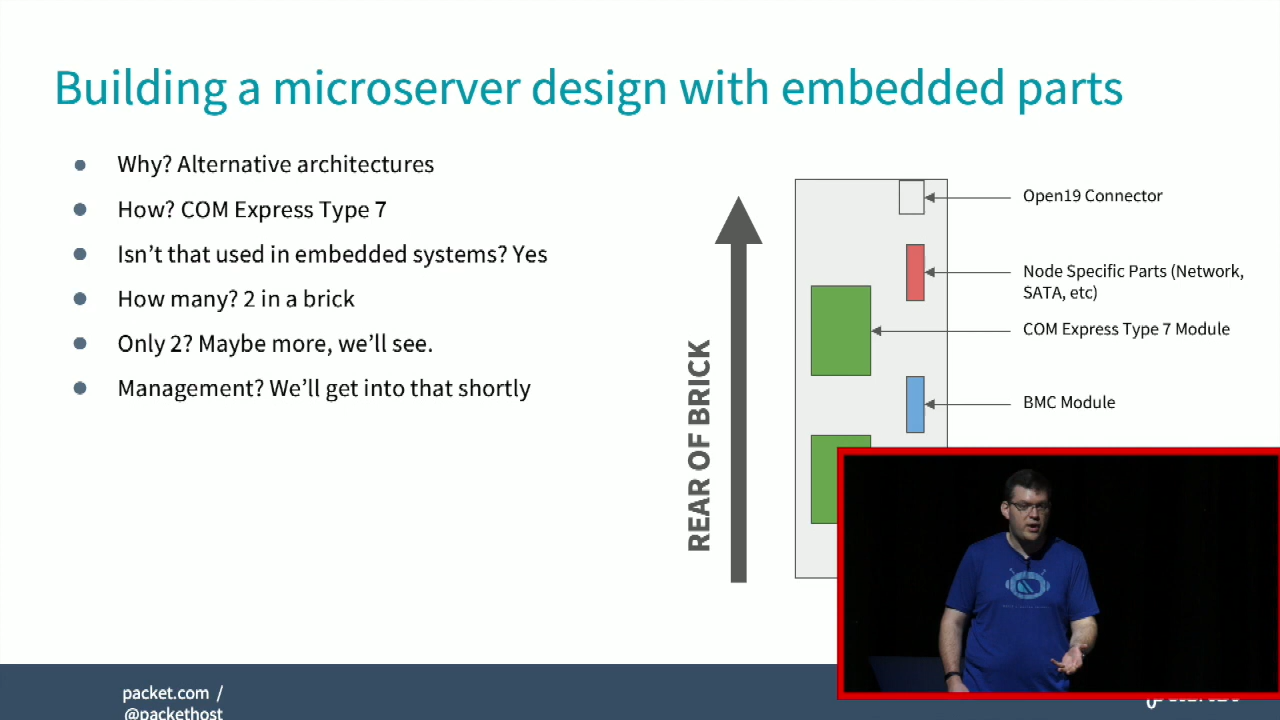 Building a microserver design with embedded parts
Why? Alternative architectures
How? COM Express Type 7
Isn't that used in embedded systems? Yes
How many? 2 in a brick
Only 2? Maybe more, we'll see.
Management? We'll get into that shortly
REAR OF BRICK
Open19 Connector
Node Specific Parts (Network,
SATA, etc)
COM Express Type 7 Module
BMC Module
packet.com /
@packethost